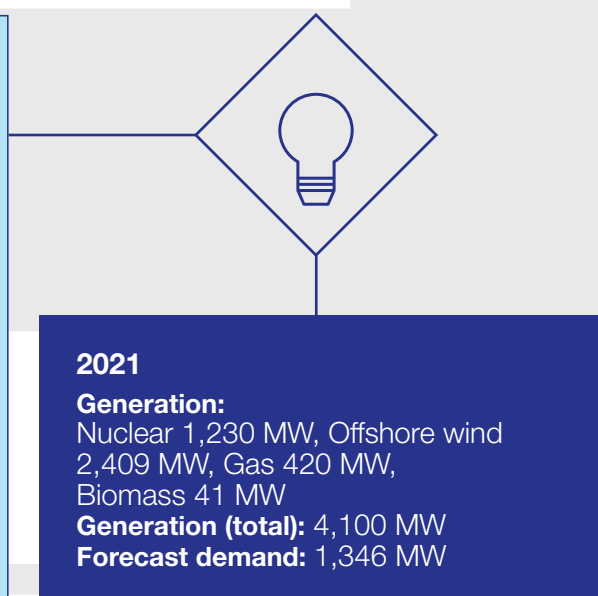 2021
Generation:
Nuclear 1,230 MW, Offshore wind
2,409 MW, Gas 420 MW,
Biomass 41 MW
Generation (total): 4,100 MW
Forecast demand: 1,346 MW